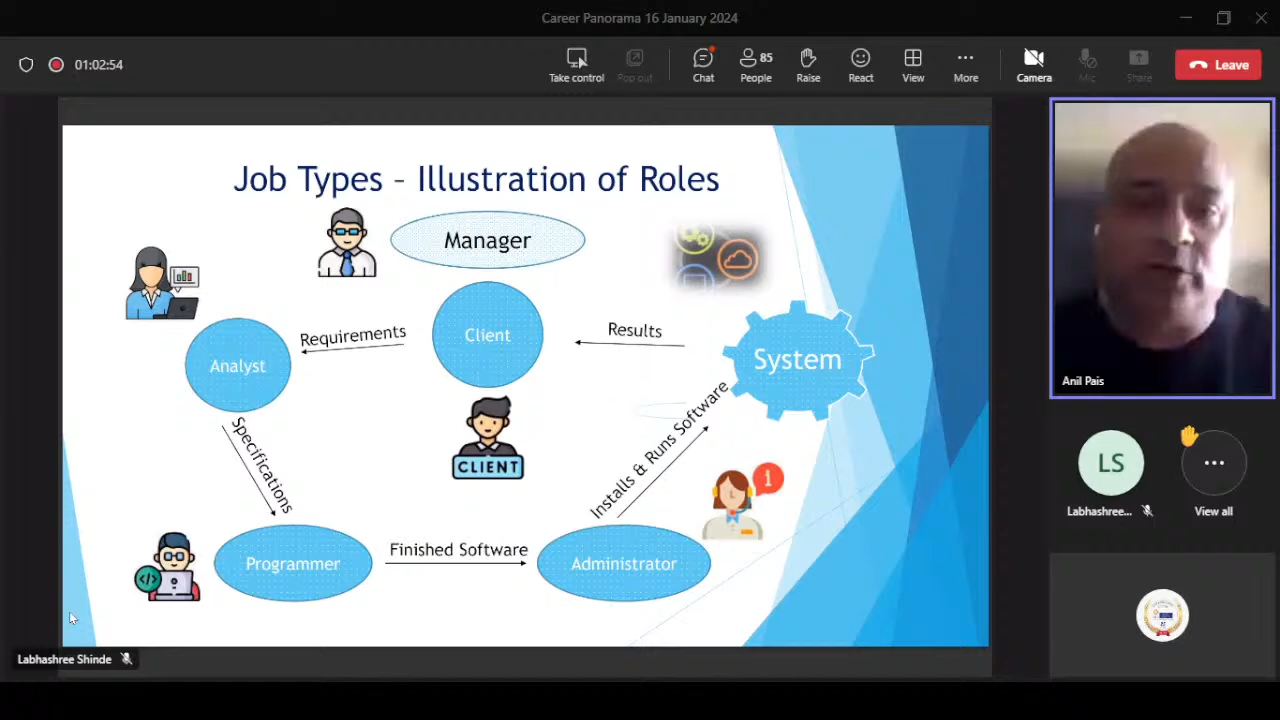 Career Panorama 16 January 2024
01:02:54
Take control
Pop out
Chat
85
People
Raise
React
View
More
Camera
Mic
Share
Leave
Job Types – Illustration of Roles
Manager
Requirements
Client
Results
Analyst
System
CLIENT
Specifications
Installs & Runs Software
Programmer
Finished Software
Administrator
Anil Pais
LS
Labhashree...
View all
Labhashree Shinde